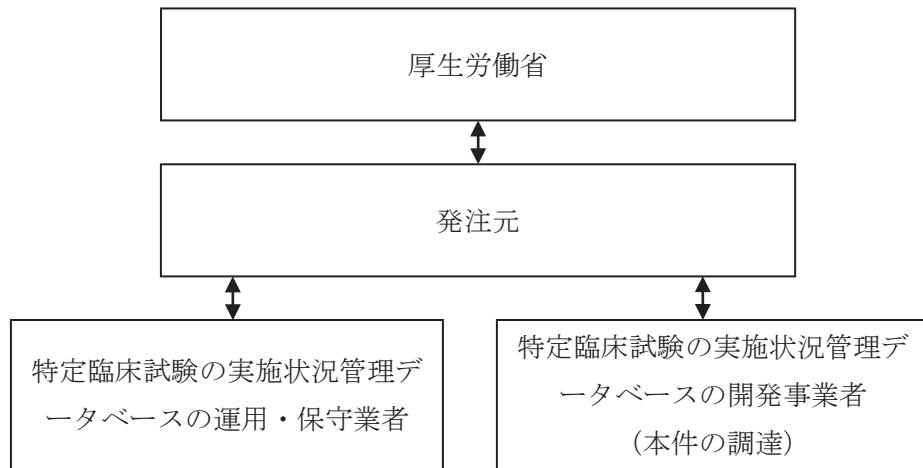 厚生労働省
発注元
特定臨床試験の実施状況管理デ
ータベースの運用・保守業者
特定臨床試験の実施状況管理デ
ータベースの開発事業者
（本件の調達）